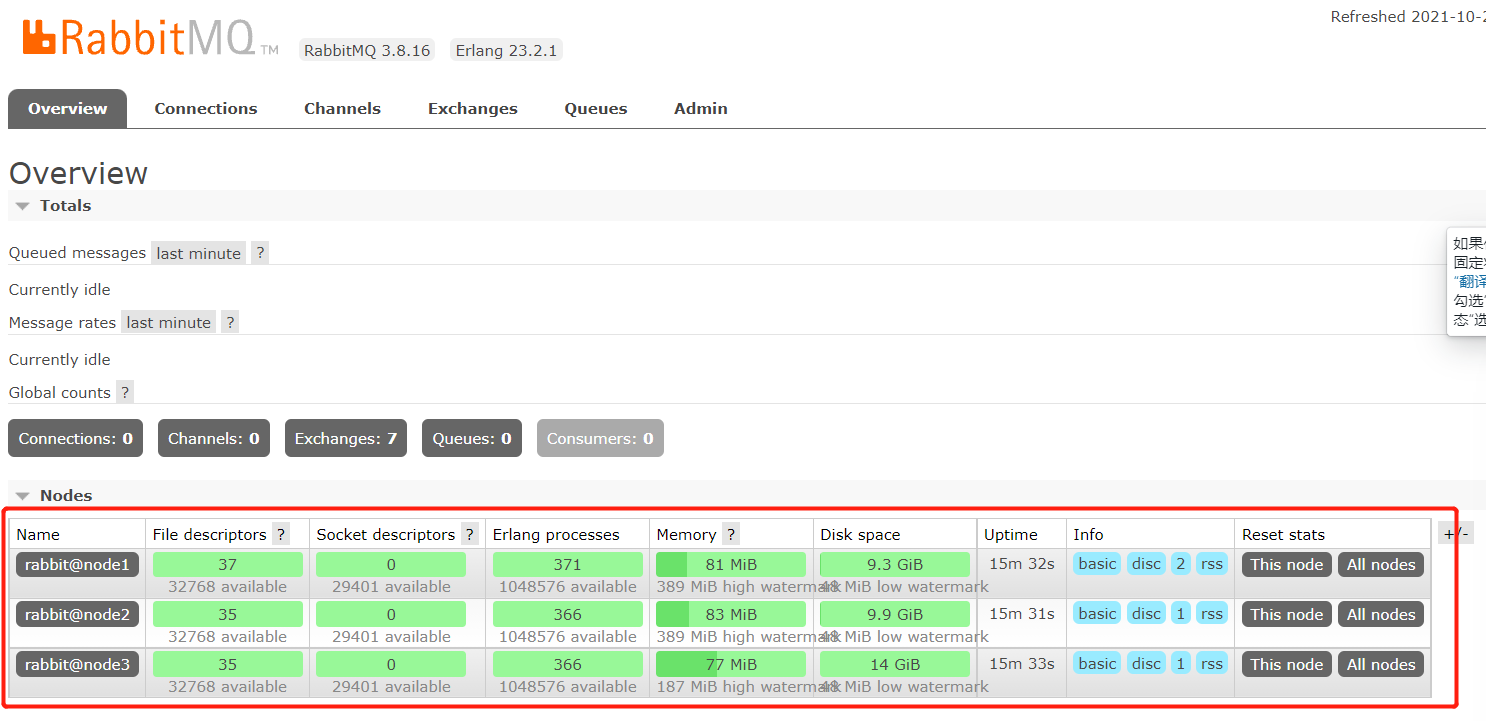 Refreshed 2021-10-2
RabbitMQ TM RabbitMQ 3.8.16 Erlang 23.2.1
Overview Connections Channels Exchanges Queues Admin
Overview
Totals
Queued messages last minute ?
Currently idle
Message rates last minute ?
Currently idle
Global counts ?
Connections: 0 Channels: 0 Exchanges: 7 Queues: 0 Consumers: 0
如果
固定
"翻译
勾选"
态"选
Nodes
Name File descriptors ? Socket descriptors ? Erlang processes Memory ? Disk space Uptime Info Reset stats +/-
rabbit@node1 37 0 371 81 MiB 9.3 GiB 15m 32s basic disc 2 rss This node All nodes
32768 available 29401 available 1048576 available 389 MiB high watermark 48 MiB low watermark
rabbit@node2 35 0 366 83 MiB 9.9 GiB 15m 31s basic disc 1 rss This node All nodes
32768 available 29401 available 1048576 available 389 MiB high watermark 48 MiB low watermark
rabbit@node3 35 0 366 77 MiB 14 GiB 15m 33s basic disc 1 rss This node All nodes
32768 available 29401 available 1048576 available 187 MiB high watermark 48 MiB low watermark